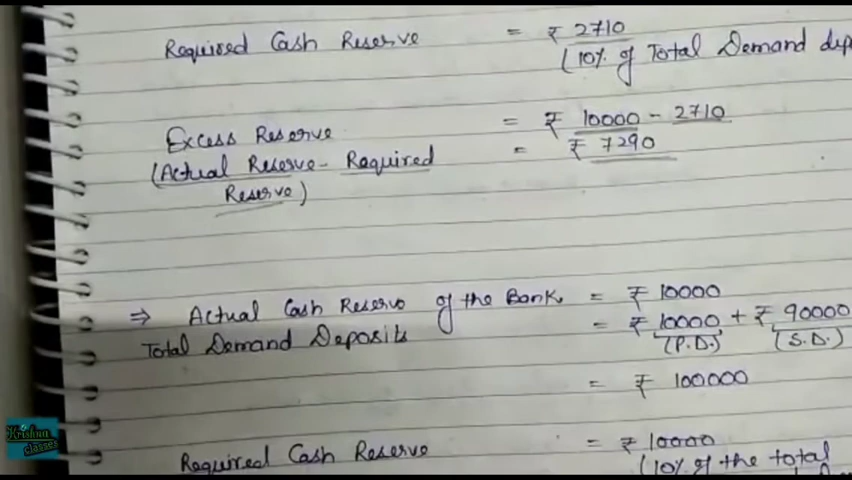 Required Cash Reserve = ₹ 2710
(10% of Total Demand dep
Excess Reserve = ₹ 10000 - 2710
(Actual Reserve - Required = ₹ 7290
Reserve)
⇒ Actual Cash Reserve of the Bank = ₹ 10000
Total Demand Deposits = ₹ 10000 + ₹ 90000
(P.D.) (S.D.)
= ₹ 100000
Required Cash Reserve = ₹ 10000
(10% of the total
Krishna
classes